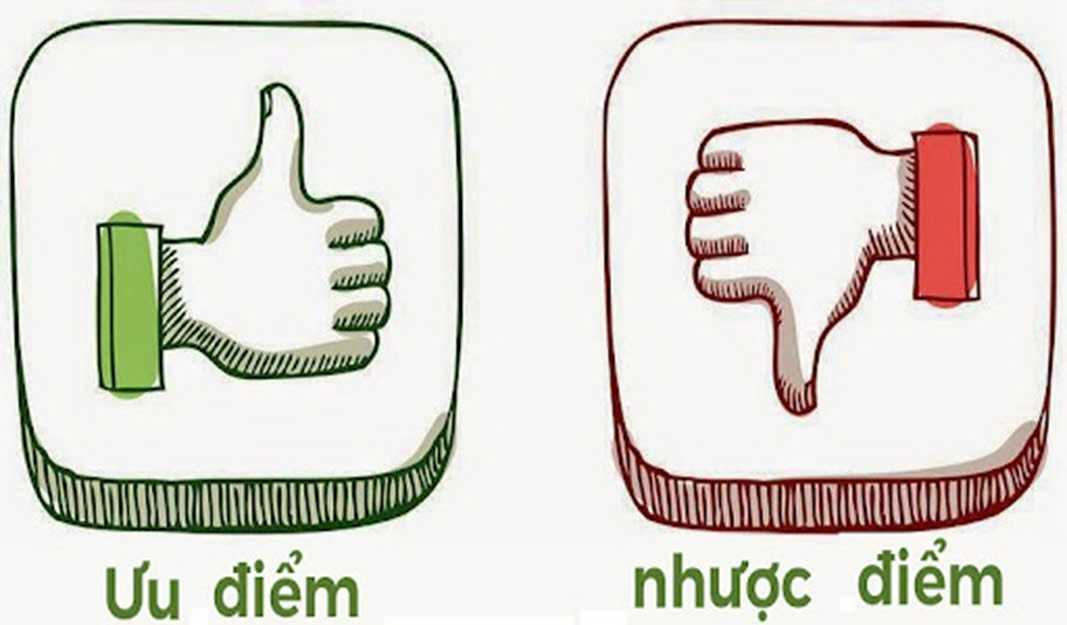 Ưu điểm
nhược điểm